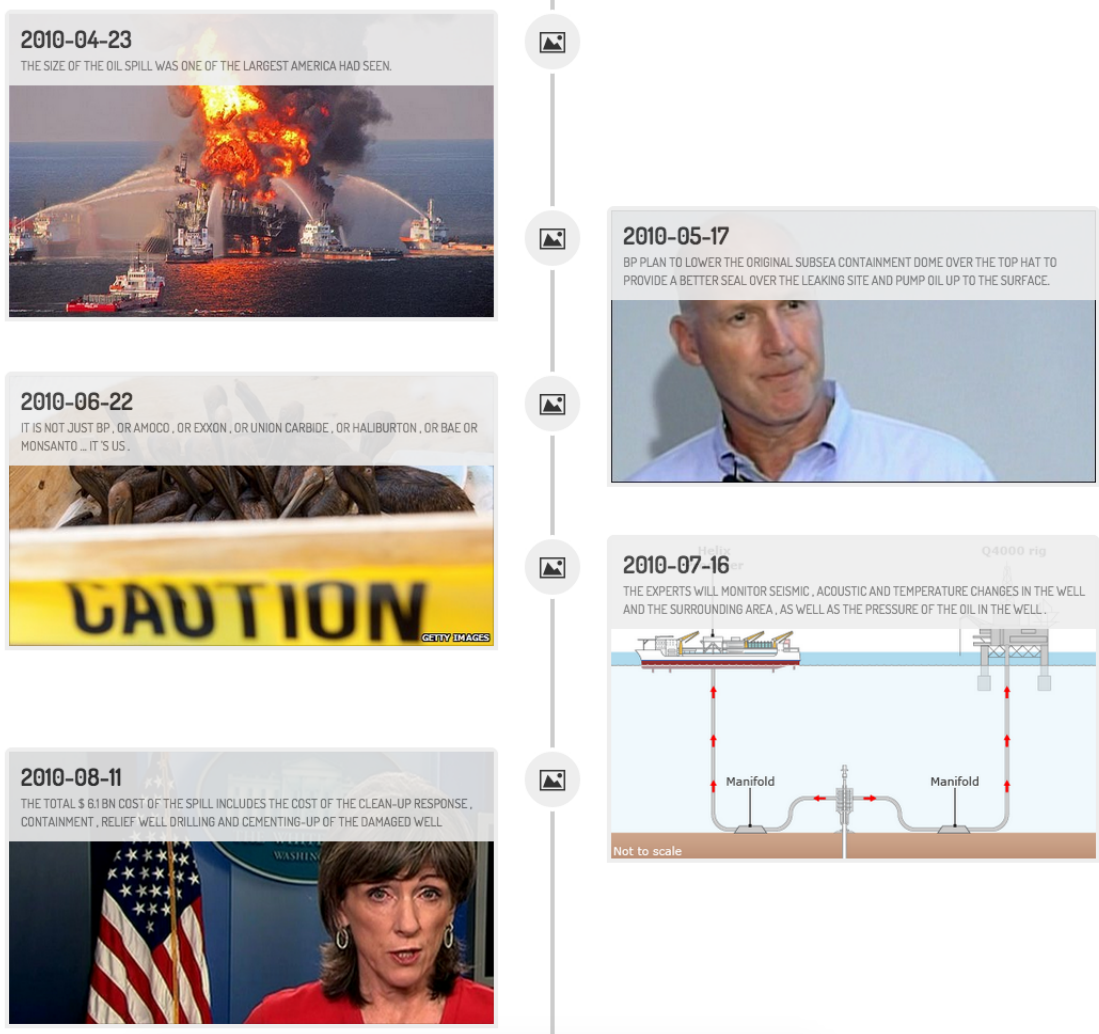 2010-04-23
THE SIZE OF THE OIL SPILL WAS ONE OF THE LARGEST AMERICA HAD SEEN.
2010-05-17
BP PLAN TO LOWER THE ORIGINAL SUBSEA CONTAINMENT DOME OVER THE TOP HAT TO
PROVIDE A BETTER SEAL OVER THE LEAKING SITE AND PUMP OIL UP TO THE SURFACE.
2010-06-22
IT IS NOT JUST BP , OR AMOCO , OR EXXON , OR UNION CARBIDE , OR HALIBURTON , OR BAE OR
MONSANTO ... IT 'S US .
CAUTION
GETTY IMAGES
Helix
Q4000 rig
2010-07-16
THE EXPERTS WILL MONITOR SEISMIC , ACOUSTIC AND TEMPERATURE CHANGES IN THE WELL
AND THE SURROUNDING AREA , AS WELL AS THE PRESSURE OF THE OIL IN THE WELL .
Manifold
Manifold
Not to scale
2010-08-11
THE TOTAL $ 6.1 BN COST OF THE SPILL INCLUDES THE COST OF THE CLEAN-UP RESPONSE ,
CONTAINMENT , RELIEF WELL DRILLING AND CEMENTING-UP OF THE DAMAGED WELL